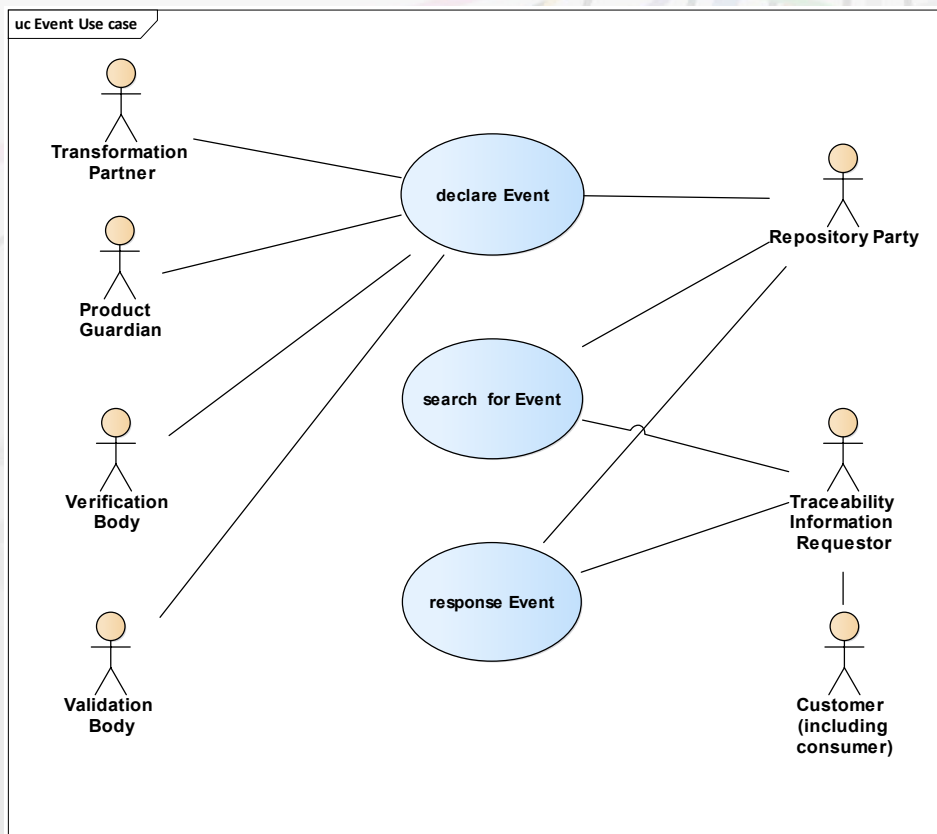 uc Event Use case
Transformation
Partner
declare Event
Repository Party
Product
Guardian
search  for Event
Verification
Body
Traceability
Information
Requestor
response Event
Validation
Body
Customer
(including
consumer)